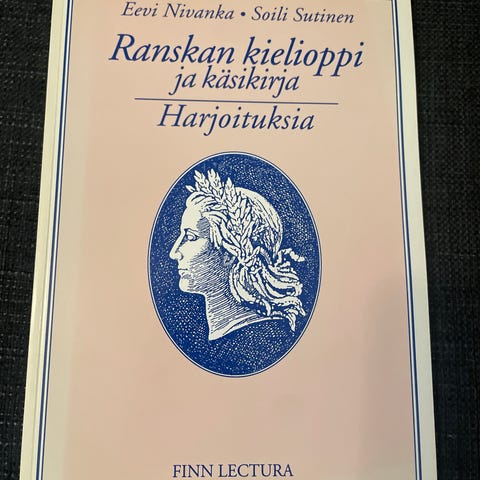 Eevi Nivanka • Soili Sutinen
Ranskan kielioppi
ja käsikirja
Harjoituksia
FINN LECTURA